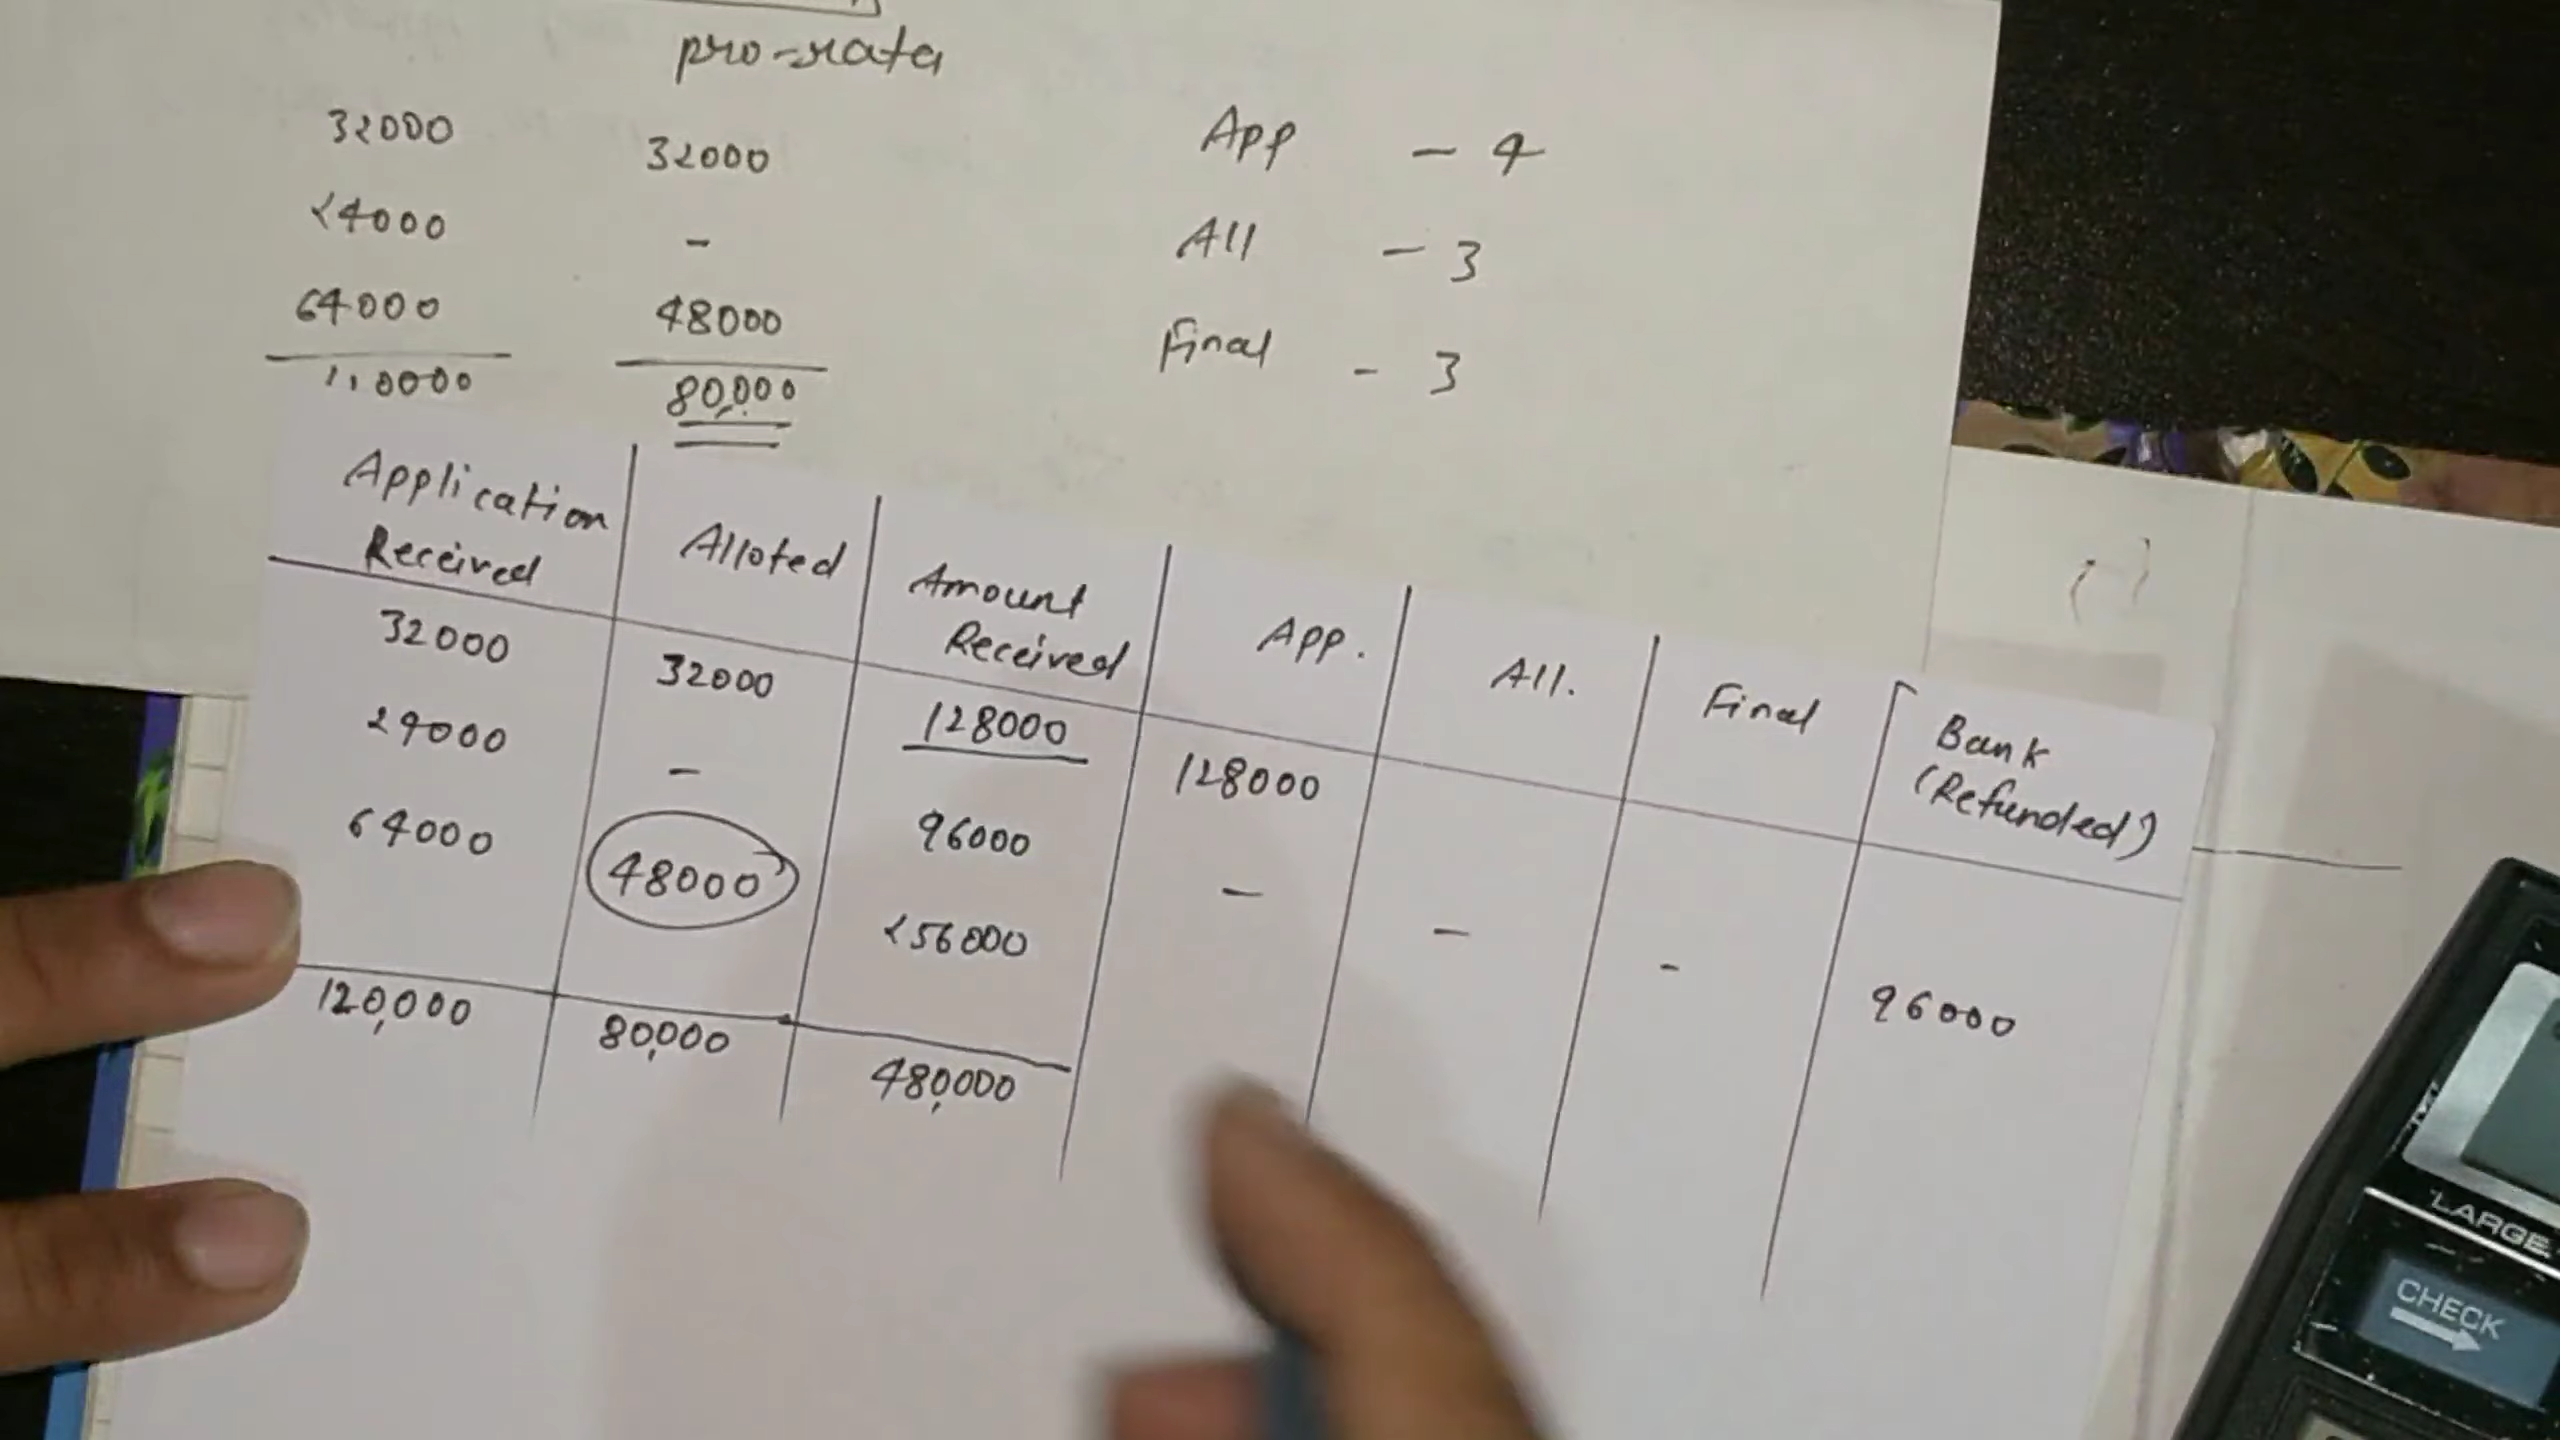 pro-rata
32000 32000 App - 4
24000 - All - 3
64000 48000 Final - 3
110000 80,000
Application Received Alloted Amount Received App. All. Final Bank (Refunded)
32000 32000 128000 128000
24000 - 96000 - - - 96000
64000 48000 256000
120,000 80,000 480,000
LARGE
CHECK